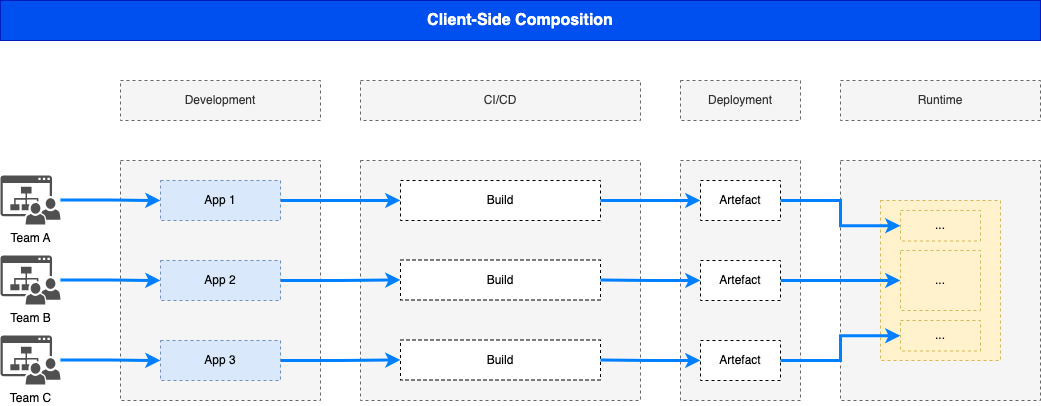 Client-Side Composition
Development
CI/CD
Deployment
Runtime
Team A
App 1
Build
Artefact
...
Team B
App 2
Build
Artefact
...
Team C
App 3
Build
Artefact
...